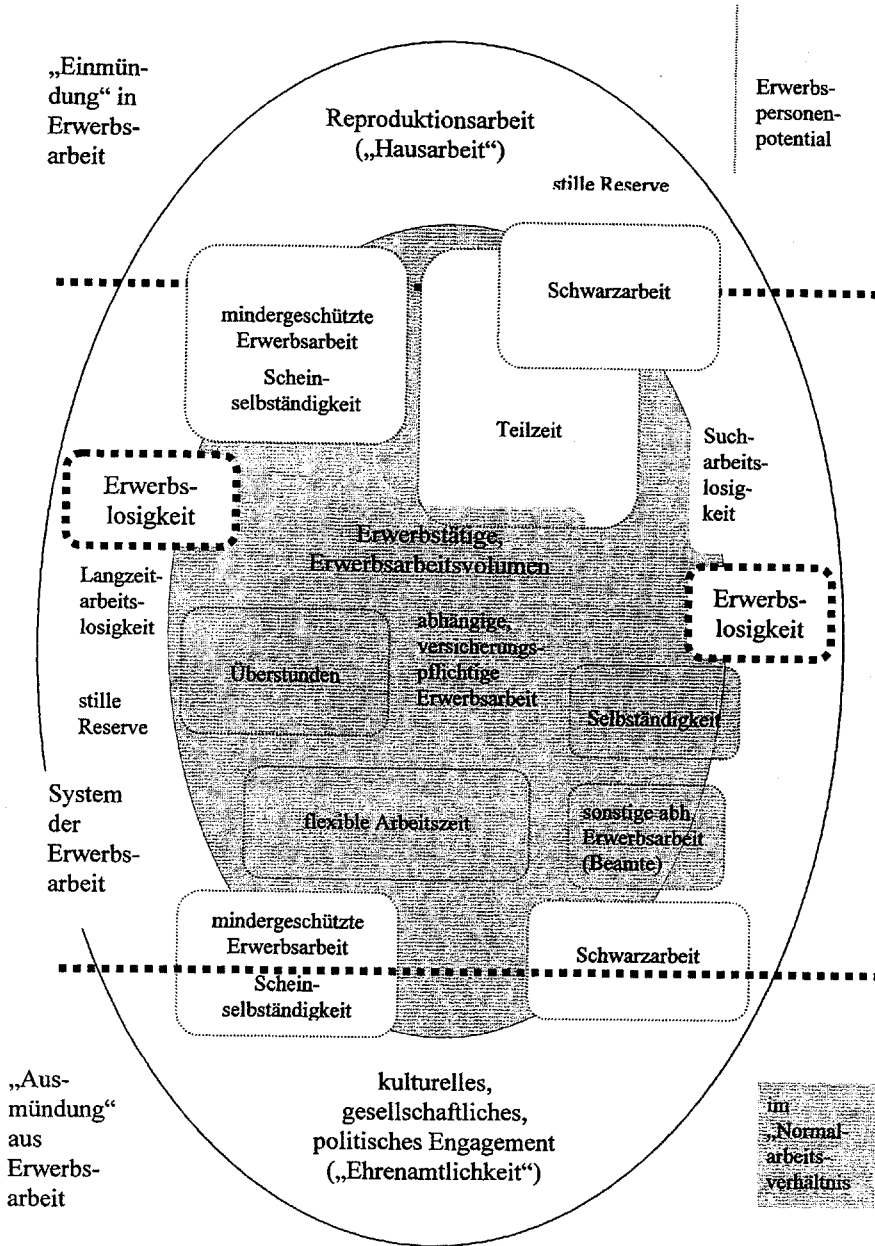 „Einmün-
dung“ in
Erwerbs-
arbeit
Erwerbs-
personen-
potential
Reproduktionsarbeit
(„Hausarbeit“)
stille Reserve
Schwarzarbeit
mindergeschützte
Erwerbsarbeit
Schein-
selbständigkeit
Teilzeit
Such-
arbeits-
losig-
keit
Erwerbs-
losigkeit
Erwerbstätige,
Erwerbsarbeitsvolumen
Langzeit-
arbeits-
losigkeit
Erwerbs-
losigkeit
abhängige,
versicherungs-
pflichtige
Erwerbsarbeit
Überstunden
stille
Reserve
Selbständigkeit
System
der
Erwerbs-
arbeit
flexible Arbeitszeit
sonstige abh.
Erwerbsarbeit
(Beamte)
mindergeschützte
Erwerbsarbeit
Schein-
selbständigkeit
Schwarzarbeit
„Aus-
mündung“
aus
Erwerbs-
arbeit
kulturelles,
gesellschaftliches,
politisches Engagement
(„Ehrenamtlichkeit“)
im
„Normal-
arbeits-
verhältnis